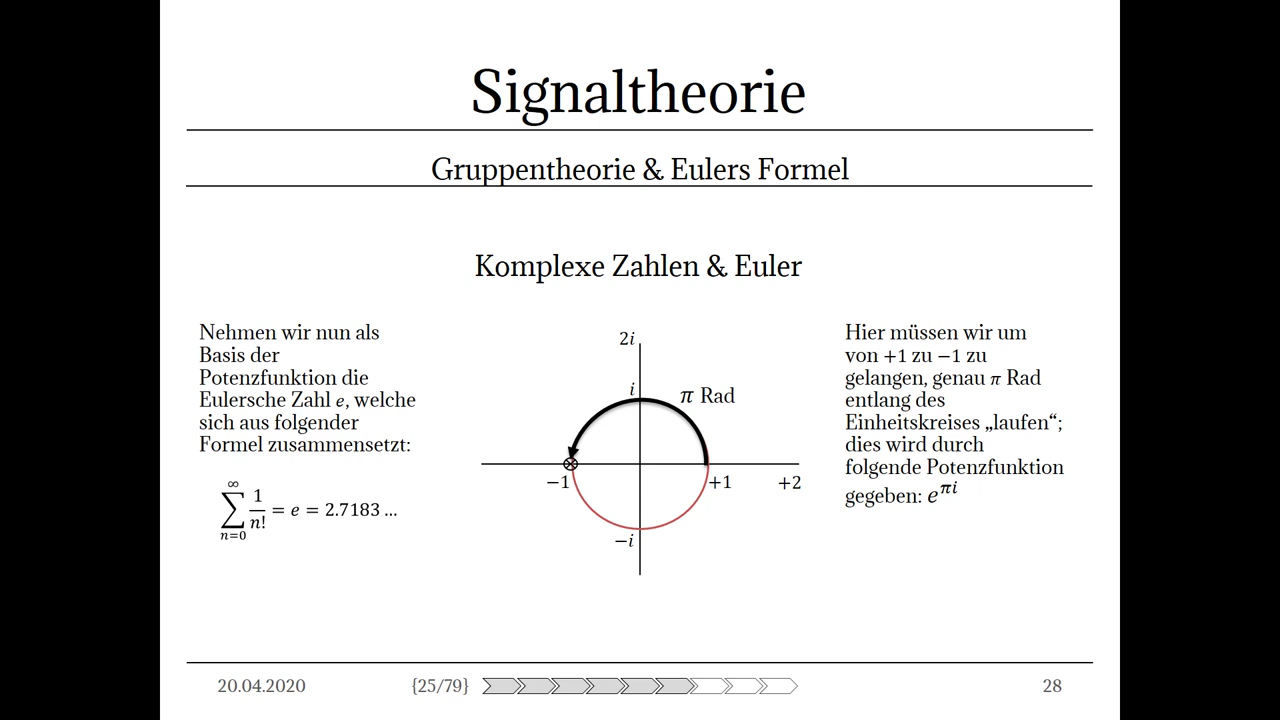 Signaltheorie
Gruppentheorie & Eulers Formel
Komplexe Zahlen & Euler
Nehmen wir nun als
Basis der
Potenzfunktion die
Eulersche Zahl e, welche
sich aus folgender
Formel zusammensetzt:
∞
∑ 1/n! = e = 2.7183 …
n=0
2i
i
π Rad
−1
+1
+2
−i
Hier müssen wir um
von +1 zu −1 zu
gelangen, genau π Rad
entlang des
Einheitskreises „laufen“;
dies wird durch
folgende Potenzfunktion
gegeben: e^{πi}
20.04.2020
{25/79}
28